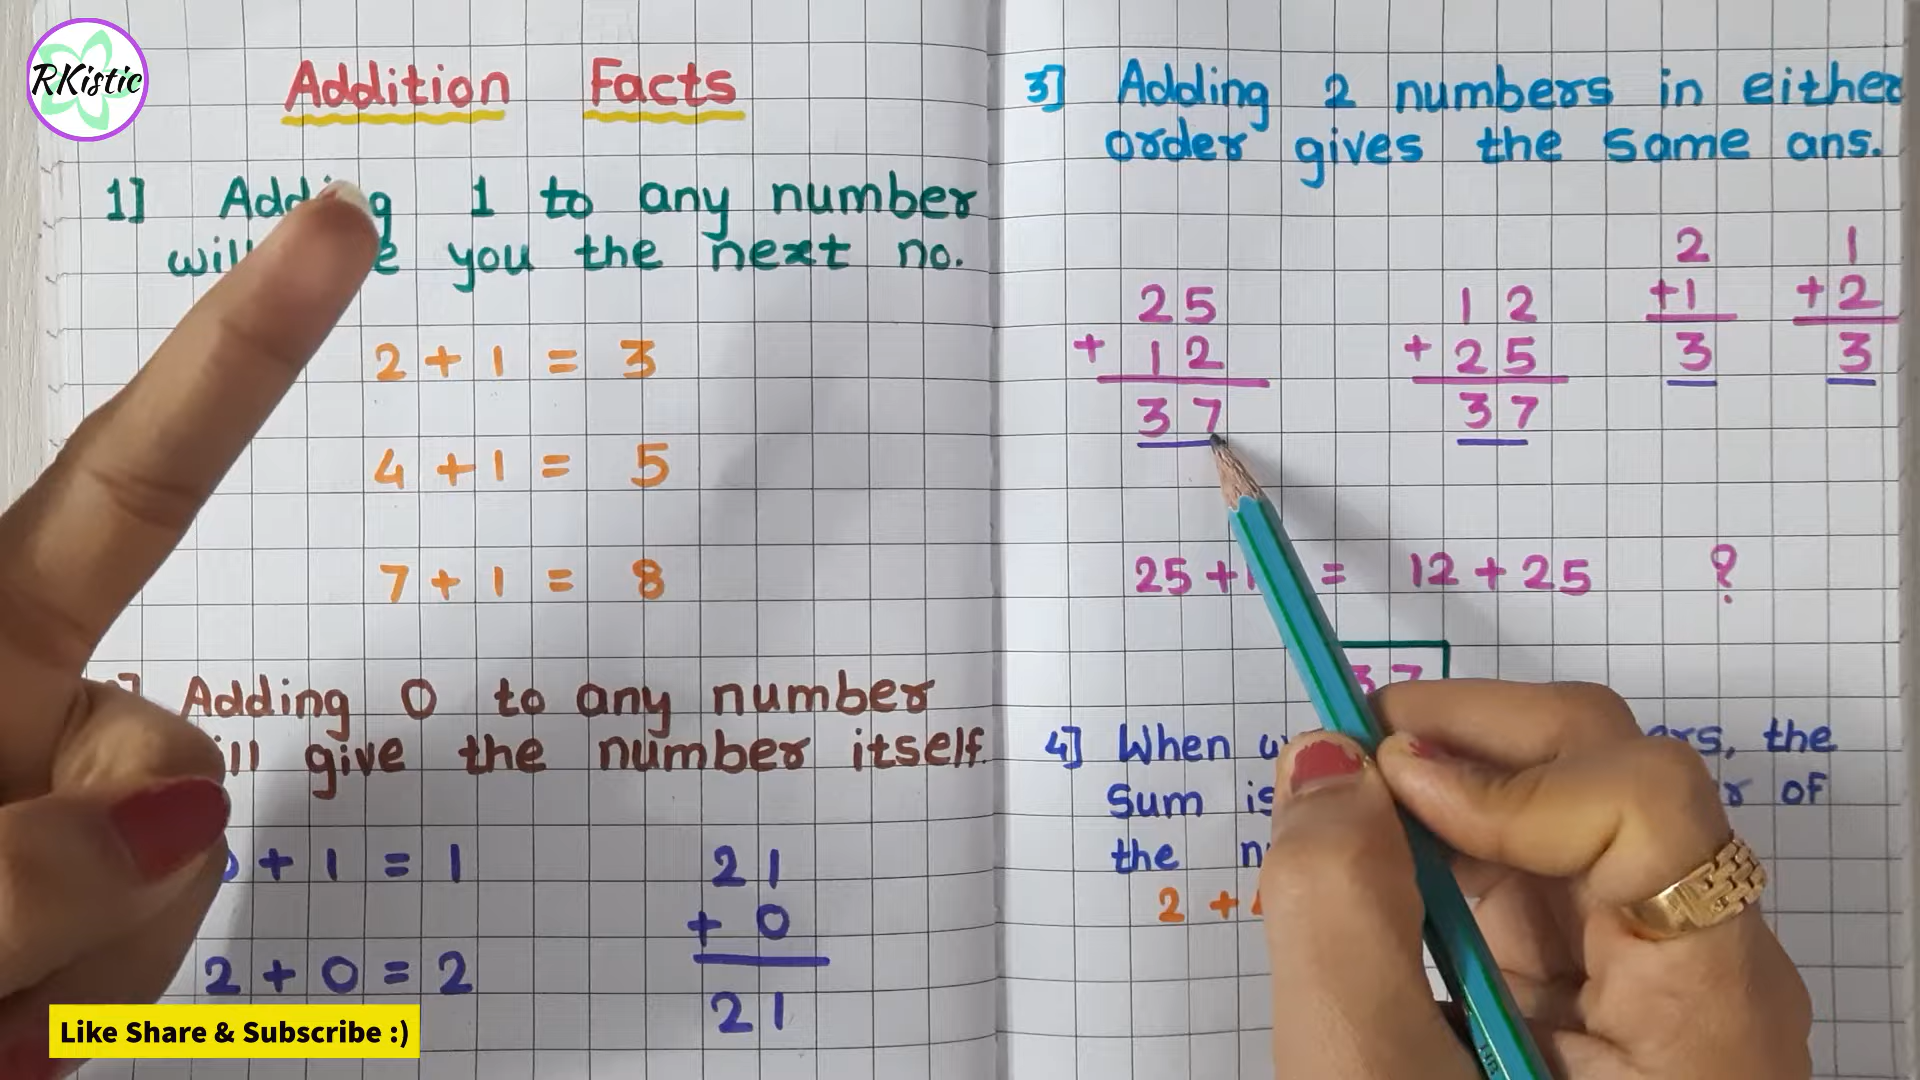 RKistic
Addition Facts
1] Adding 1 to any number
you the next no.
2 + 1 = 3
4 + 1 = 5
7 + 1 = 8
Adding 0 to any number
give the number itself.
+ 1 = 1
2 + 0 = 2
21
+ 0
21
3] Adding 2 numbers in either
order gives the same ans.
25
+ 12
37
12
+ 25
37
2
+1
3
1
+ 2
3
25 + = 12 + 25 ?
37
4] When the
Sum is of
the
2 +
Like Share & Subscribe :)